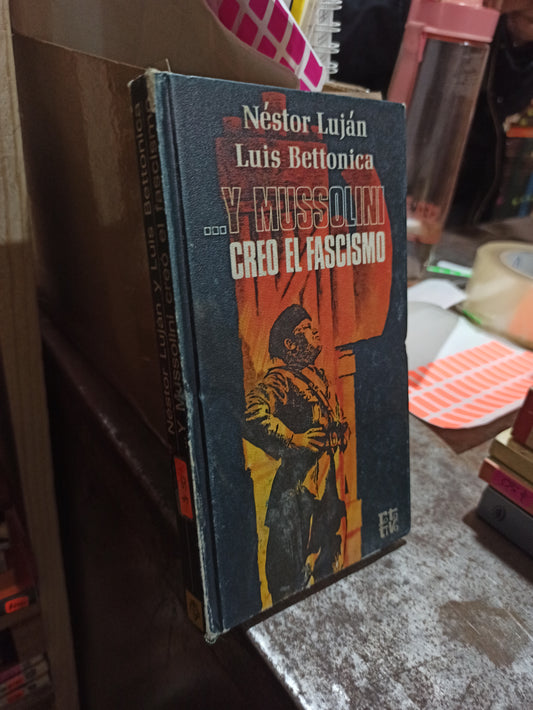 Néstor Luján
Luis Bettonica
...Y MUSSOLINI
CREO EL FASCISMO
Néstor Luján y Luis Bettonica
Mussolini creó el fascismo